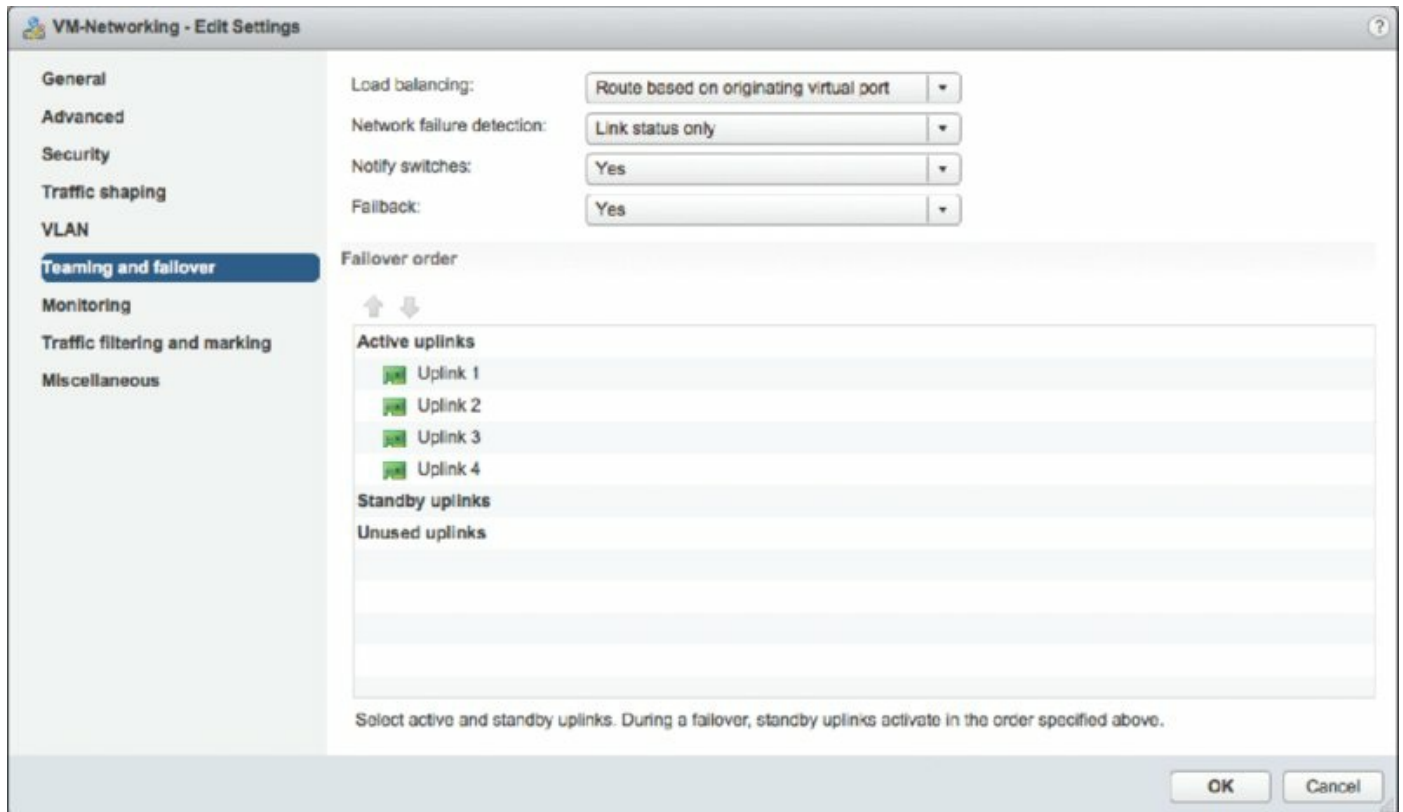 VM-Networking - Edit Settings
?
General
Advanced
Security
Traffic shaping
VLAN
Teaming and failover
Monitoring
Traffic filtering and marking
Miscellaneous
Load balancing:
Route based on originating virtual port
Network failure detection:
Link status only
Notify switches:
Yes
Failback:
Yes
Failover order
Active uplinks
Uplink 1
Uplink 2
Uplink 3
Uplink 4
Standby uplinks
Unused uplinks
Select active and standby uplinks. During a failover, standby uplinks activate in the order specified above.
OK
Cancel